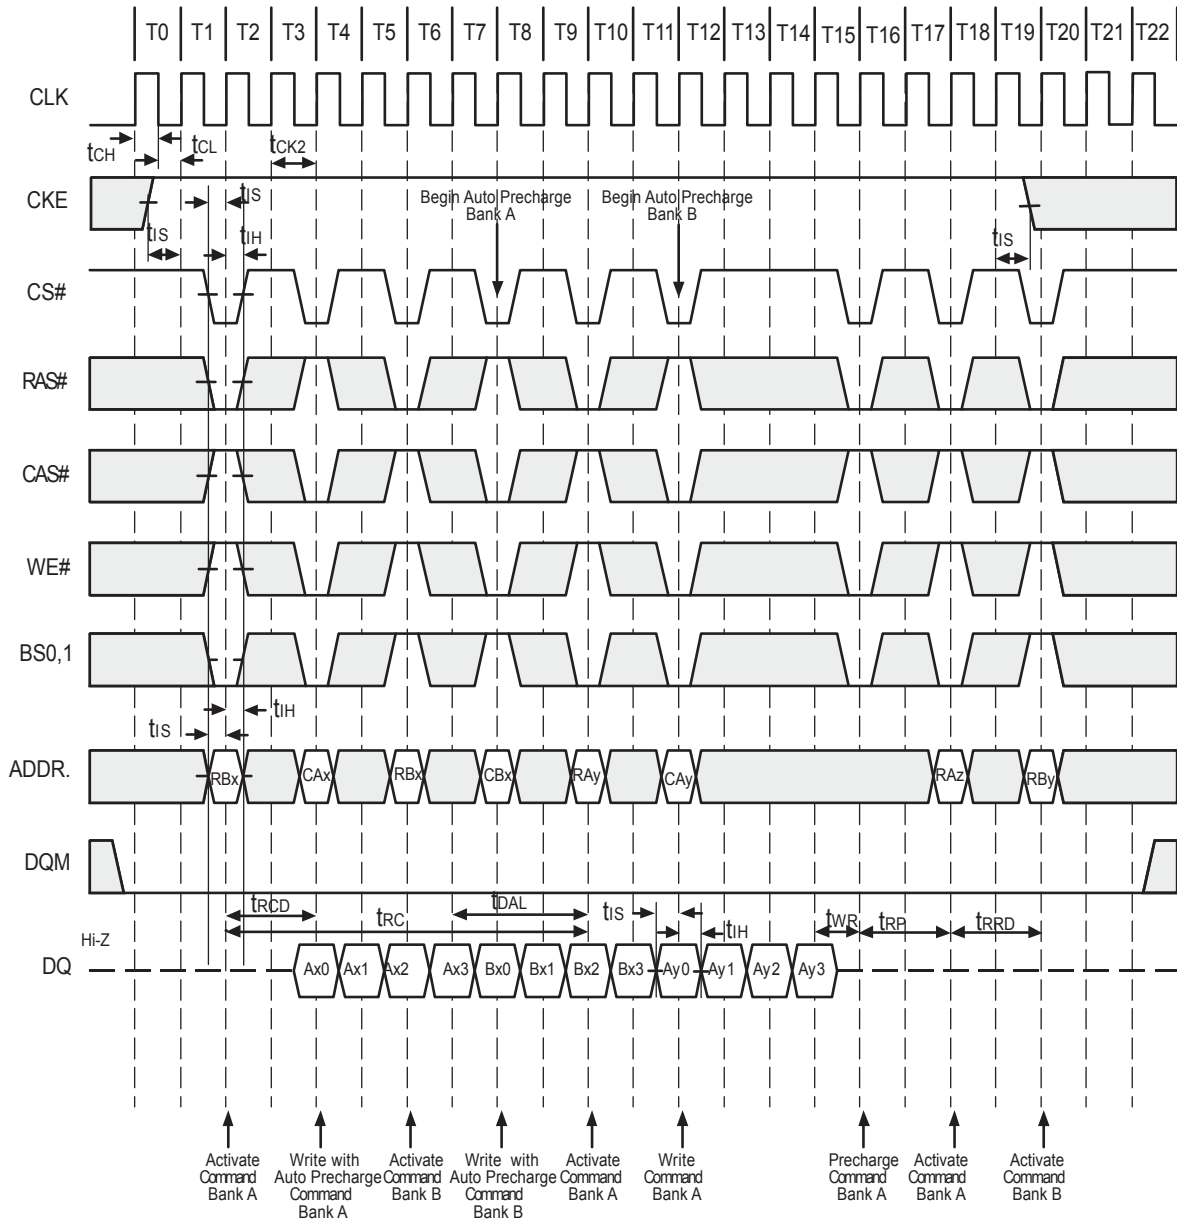 T0 T1 T2 T3 T4 T5 T6 T7 T8 T9 T10 T11 T12 T13 T14 T15 T16 T17 T18 T19 T20 T21 T22
CLK
tCH tCL tCK2
CKE
tIS
Begin Auto Precharge
Bank A
Begin Auto Precharge
Bank B
tIS tIH tIS
CS#
RAS#
CAS#
WE#
BS0,1
tIS tIH
ADDR.
RBx CAx RBx CBx RAy CAy RAz RBy
DQM
tRCD tRC tDAL tIS tIH tWR tRP tRRD
Hi-Z
DQ
Ax0 Ax1 Ax2 Ax3 Bx0 Bx1 Bx2 Bx3 Ay0 Ay1 Ay2 Ay3
Activate
Command
Bank A
Write with
Auto Precharge
Command
Bank A
Activate
Command
Bank B
Write with
Auto Precharge
Command
Bank B
Activate
Command
Bank A
Write
Command
Bank A
Precharge
Command
Bank A
Activate
Command
Bank A
Activate
Command
Bank B